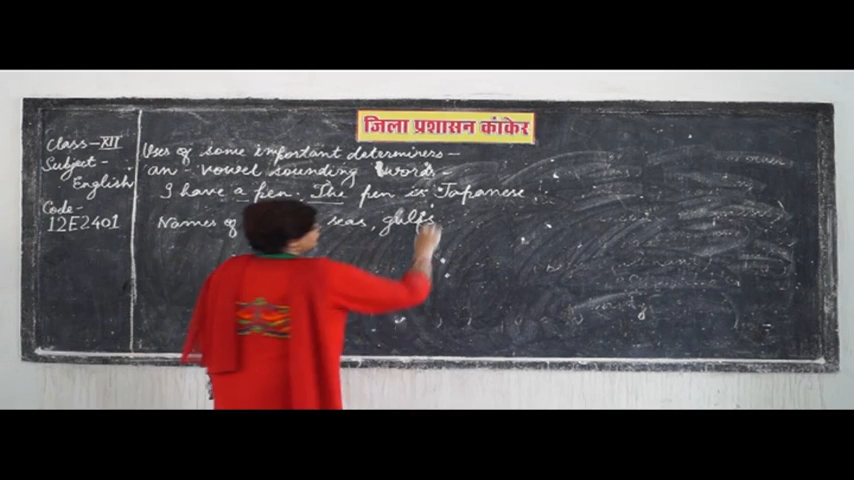 जिला प्रशासन कांकेर
Class - XII
Subject -
English
Code -
12E2401
Uses of some important determiners -
an - vowel sounding words -
I have a pen. The pen is Japanese.
Names of seas, gulfs